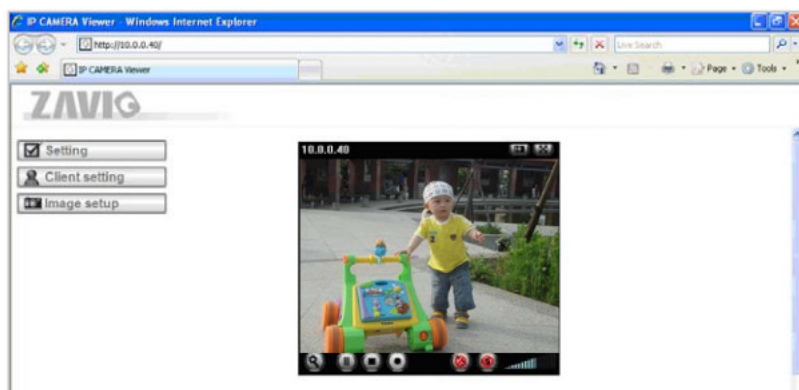 IP CAMERA Viewer - Windows Internet Explorer
http://10.0.0.40/
Live Search
IP CAMERA Viewer
Page
Tools
ZAVIO
Setting
Client setting
Image setup
10.0.0.40